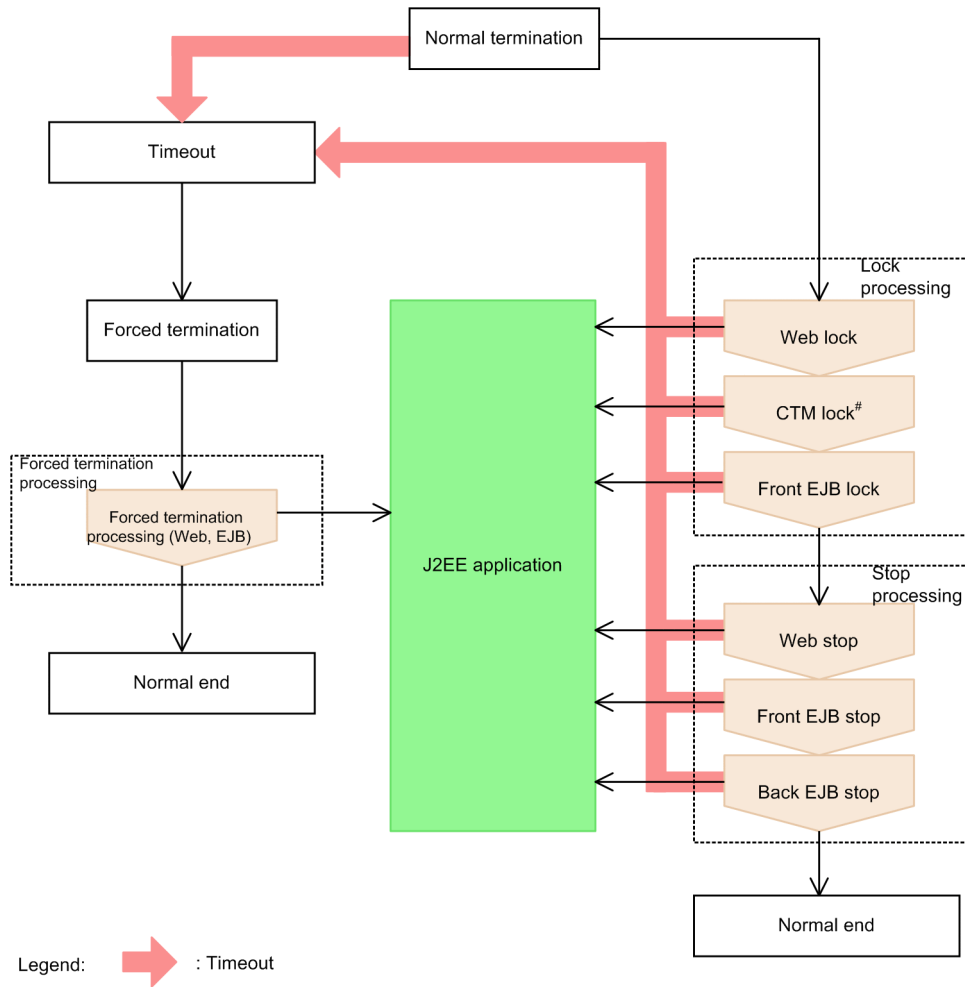 Normal termination
Timeout
Lock
processing
Forced termination
Web lock
CTM lock#
Forced termination
processing
Front EJB lock
Forced termination
processing (Web, EJB)
J2EE application
Stop
processing
Web stop
Normal end
Front EJB stop
Back EJB stop
Normal end
Legend: : Timeout